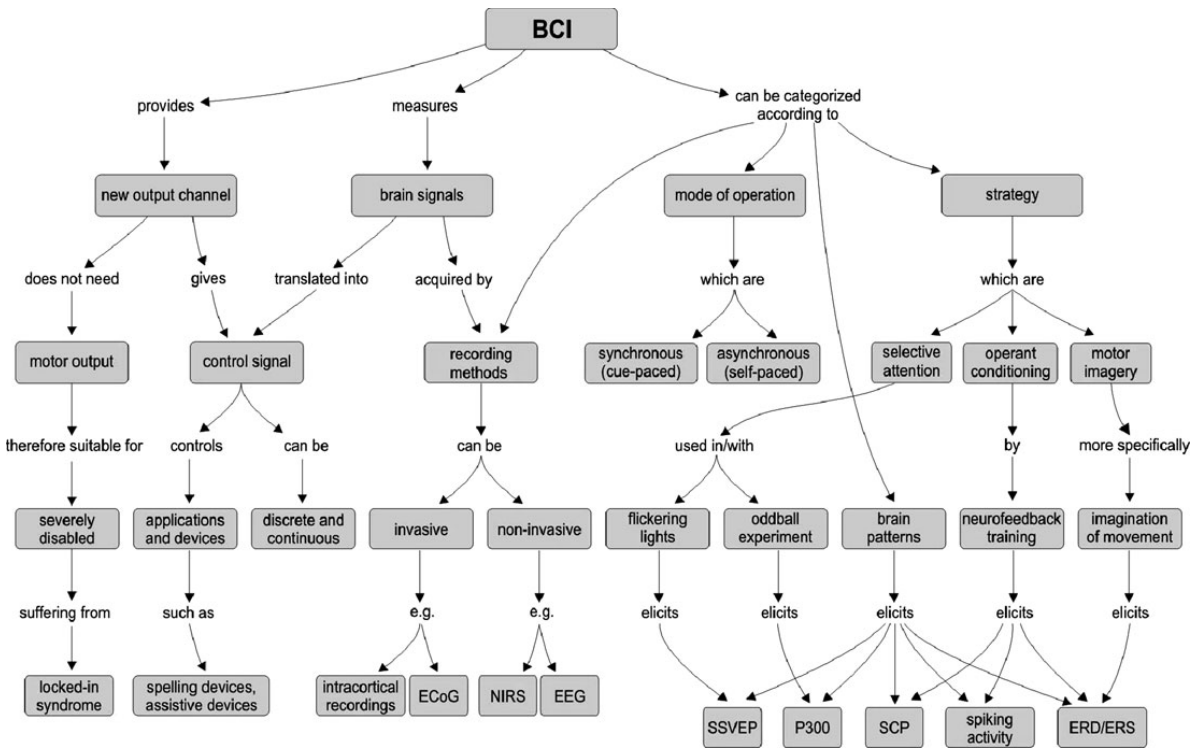 BCI
provides
measures
can be categorized
according to
new output channel
brain signals
mode of operation
strategy
does not need
gives
translated into
acquired by
which are
which are
motor output
control signal
recording
methods
synchronous
(cue-paced)
asynchronous
(self-paced)
selective
attention
operant
conditioning
motor
imagery
therefore suitable for
controls
can be
can be
used in/with
by
more specifically
severely
disabled
applications
and devices
discrete and
continuous
invasive
non-invasive
flickering
lights
oddball
experiment
brain
patterns
neurofeedback
training
imagination
of movement
suffering from
such as
e.g.
e.g.
elicits
elicits
elicits
elicits
elicits
locked-in
syndrome
spelling devices,
assistive devices
intracortical
recordings
ECoG
NIRS
EEG
SSVEP
P300
SCP
spiking
activity
ERD/ERS